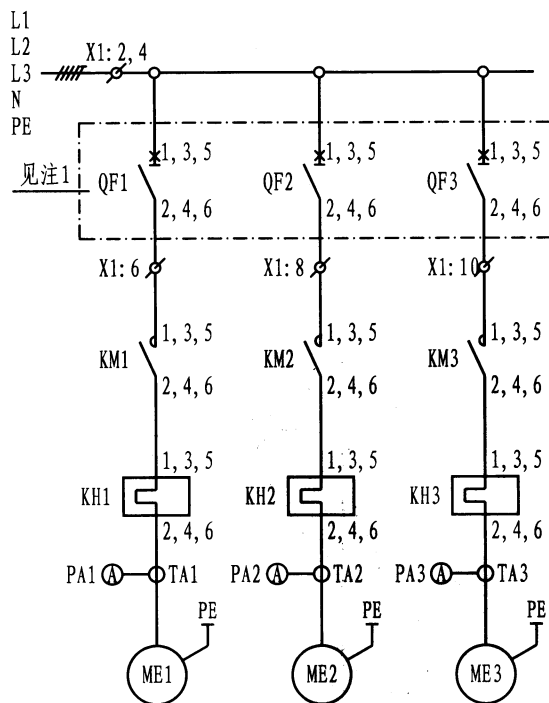 L1
L2
L3
N
PE
X1:2,4
见注1
QF1
1,3,5
2,4,6
QF2
1,3,5
2,4,6
QF3
1,3,5
2,4,6
X1:6
X1:8
X1:10
KM1
1,3,5
2,4,6
KM2
1,3,5
2,4,6
KM3
1,3,5
2,4,6
KH1
1,3,5
2,4,6
KH2
1,3,5
2,4,6
KH3
1,3,5
2,4,6
PA1 A TA1
PA2 A TA2
PA3 A TA3
PE
PE
PE
ME1
ME2
ME3